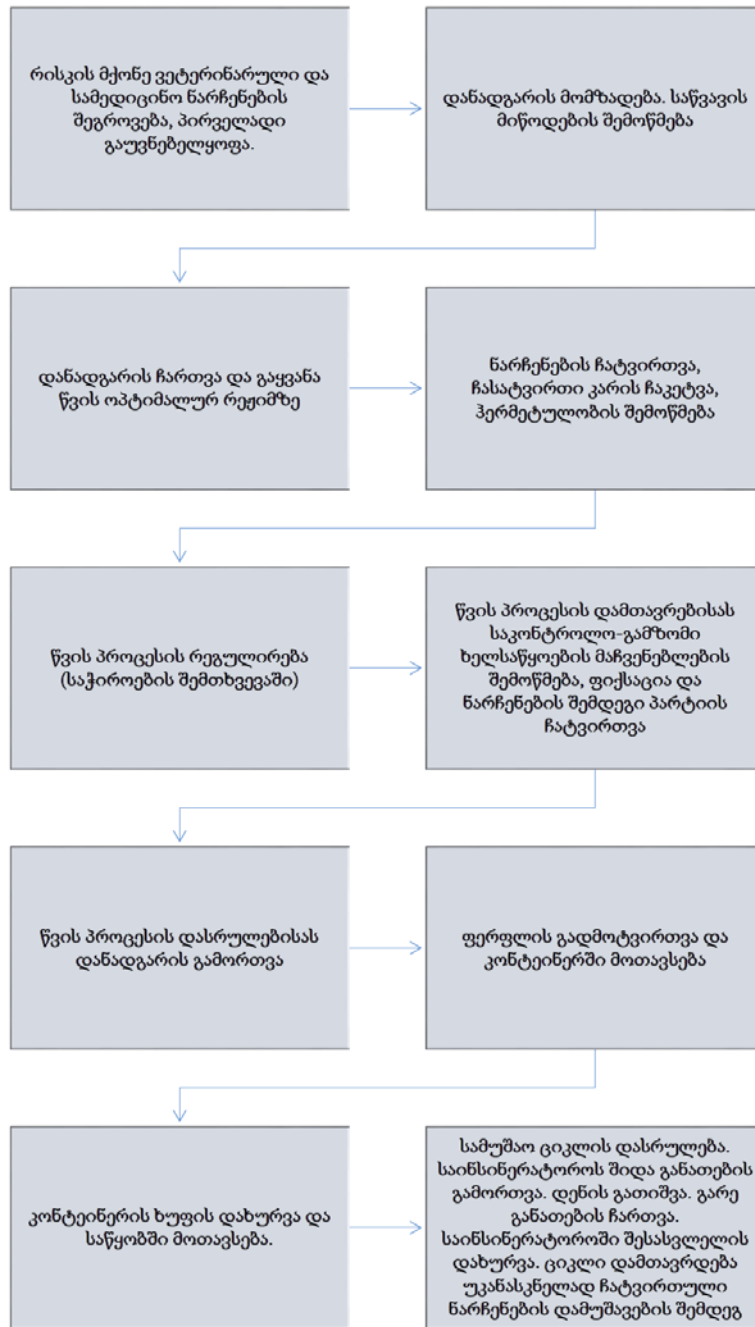 რისკის მქონე ვეტერინარული და
სამედიცინო ნარჩენების
შეგროვება, პირველადი
გაუვნებელყოფა.
დანადგარის მომზადება. საწვავის
მიწოდების შემოწმება
დანადგარის ჩართვა და გაყვანა
წვის ოპტიმალურ რეჟიმზე
ნარჩენების ჩატვირთვა,
ჩასატვირთი კარის ჩაკეტვა,
ჰერმეტულობის შემოწმება
წვის პროცესის რეგულირება
(საჭიროების შემთხვევაში)
წვის პროცესის დამთავრებისას
საკონტროლო-გამზომი
ხელსაწყოების მაჩვენებლების
შემოწმება, ფიქსაცია და
ნარჩენების შემდეგი პარტიის
ჩატვირთვა
წვის პროცესის დასრულებისას
დანადგარის გამორთვა
ფერფლის გადმოტვირთვა და
კონტეინერში მოთავსება
კონტეინერის ხუფის დახურვა და
საწყობში მოთავსება.
სამუშაო ციკლის დასრულება.
საინსინერატოროს შიდა განათების
გამორთვა. დენის გათიშვა. გარე
განათების ჩართვა.
საინსინერატოროში შესასვლელის
დახურვა. ციკლი დამთავრდება
უკანასკნელად ჩატვირთული
ნარჩენების დამუშავების შემდეგ